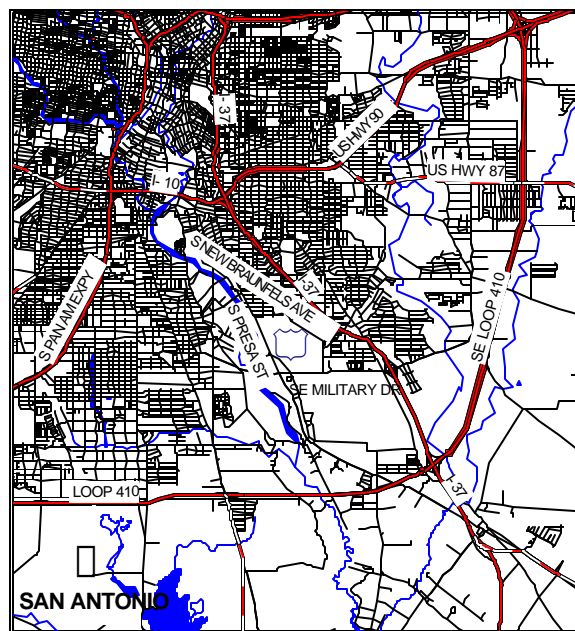 I-37
US HWY 90
US HWY 87
I-10
S NEW BRAUNFELS AVE
I-37
S PAN AM EXPY
S PRESA ST
SE LOOP 410
SE MILITARY DR
LOOP 410
I-37
SAN ANTONIO